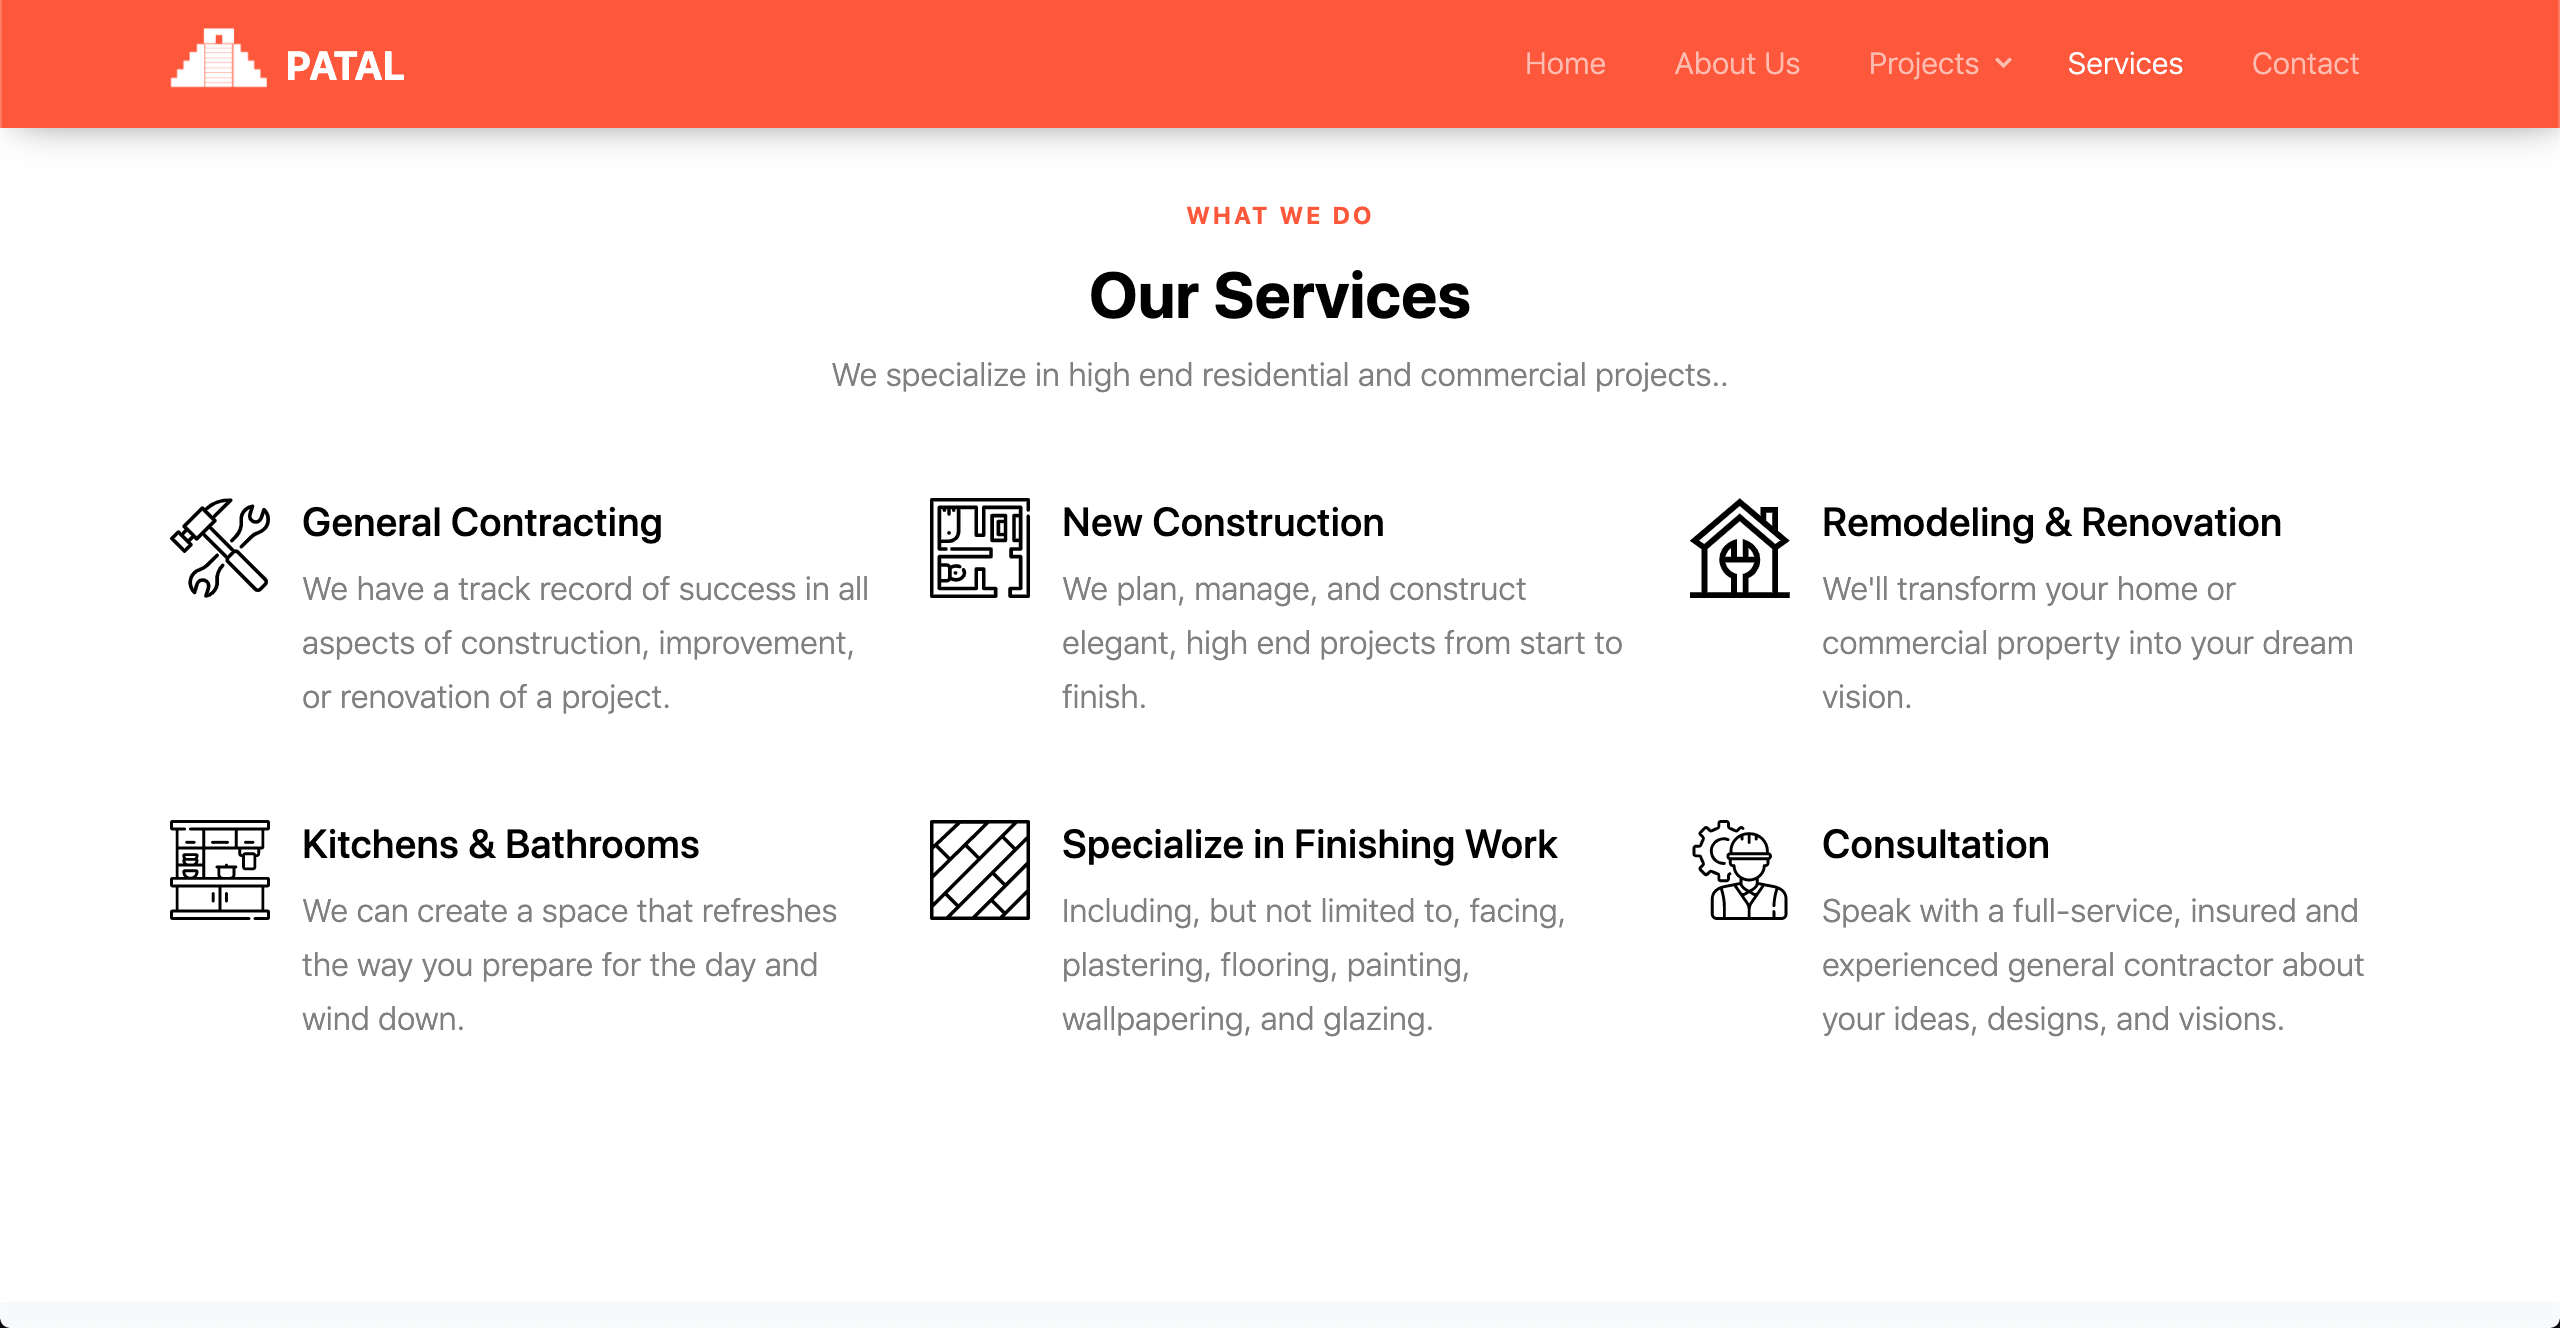 PATAL
Home About Us Projects Services Contact
WHAT WE DO
Our Services
We specialize in high end residential and commercial projects..
General Contracting
We have a track record of success in all
aspects of construction, improvement,
or renovation of a project.
New Construction
We plan, manage, and construct
elegant, high end projects from start to
finish.
Remodeling & Renovation
We'll transform your home or
commercial property into your dream
vision.
Kitchens & Bathrooms
We can create a space that refreshes
the way you prepare for the day and
wind down.
Specialize in Finishing Work
Including, but not limited to, facing,
plastering, flooring, painting,
wallpapering, and glazing.
Consultation
Speak with a full-service, insured and
experienced general contractor about
your ideas, designs, and visions.